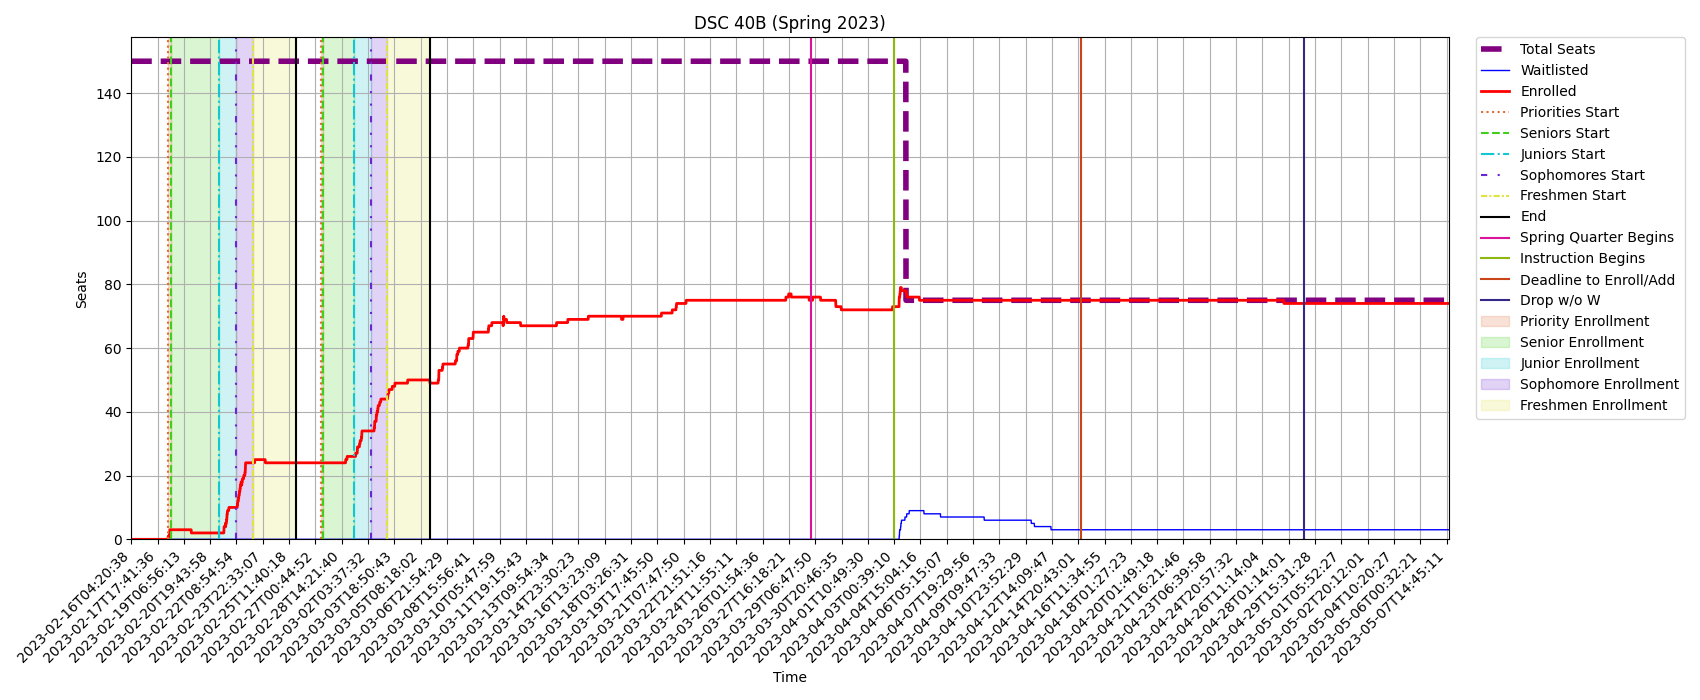 DSC 40B (Spring 2023)
Seats
140
120
100
80
60
40
20
0
2023-02-16T04:20:38
2023-02-17T17:41:36
2023-02-19T06:56:13
2023-02-20T19:43:58
2023-02-22T08:54:54
2023-02-23T22:33:07
2023-02-25T11:40:18
2023-02-27T00:44:52
2023-02-28T14:21:40
2023-03-02T03:37:32
2023-03-03T18:50:43
2023-03-05T08:18:02
2023-03-06T21:54:29
2023-03-08T15:56:41
2023-03-10T05:47:59
2023-03-11T19:15:43
2023-03-13T09:54:34
2023-03-14T23:30:23
2023-03-16T13:23:09
2023-03-18T03:26:31
2023-03-19T17:45:50
2023-03-21T07:47:50
2023-03-22T21:51:16
2023-03-24T11:55:11
2023-03-26T01:54:36
2023-03-27T16:18:21
2023-03-29T06:47:50
2023-03-30T20:46:35
2023-04-01T10:49:30
2023-04-03T00:39:10
2023-04-04T15:04:16
2023-04-06T05:15:07
2023-04-07T19:29:56
2023-04-09T09:47:33
2023-04-10T23:52:29
2023-04-12T14:09:47
2023-04-14T20:43:01
2023-04-16T11:34:55
2023-04-18T01:27:23
2023-04-20T01:49:18
2023-04-21T16:21:46
2023-04-23T06:39:58
2023-04-24T20:57:32
2023-04-26T11:14:04
2023-04-28T01:14:01
2023-04-29T15:31:28
2023-05-01T05:52:27
2023-05-02T20:12:01
2023-05-04T10:20:27
2023-05-06T00:32:21
2023-05-07T14:45:11
Time
Total Seats
Waitlisted
Enrolled
Priorities Start
Seniors Start
Juniors Start
Sophomores Start
Freshmen Start
End
Spring Quarter Begins
Instruction Begins
Deadline to Enroll/Add
Drop w/o W
Priority Enrollment
Senior Enrollment
Junior Enrollment
Sophomore Enrollment
Freshmen Enrollment